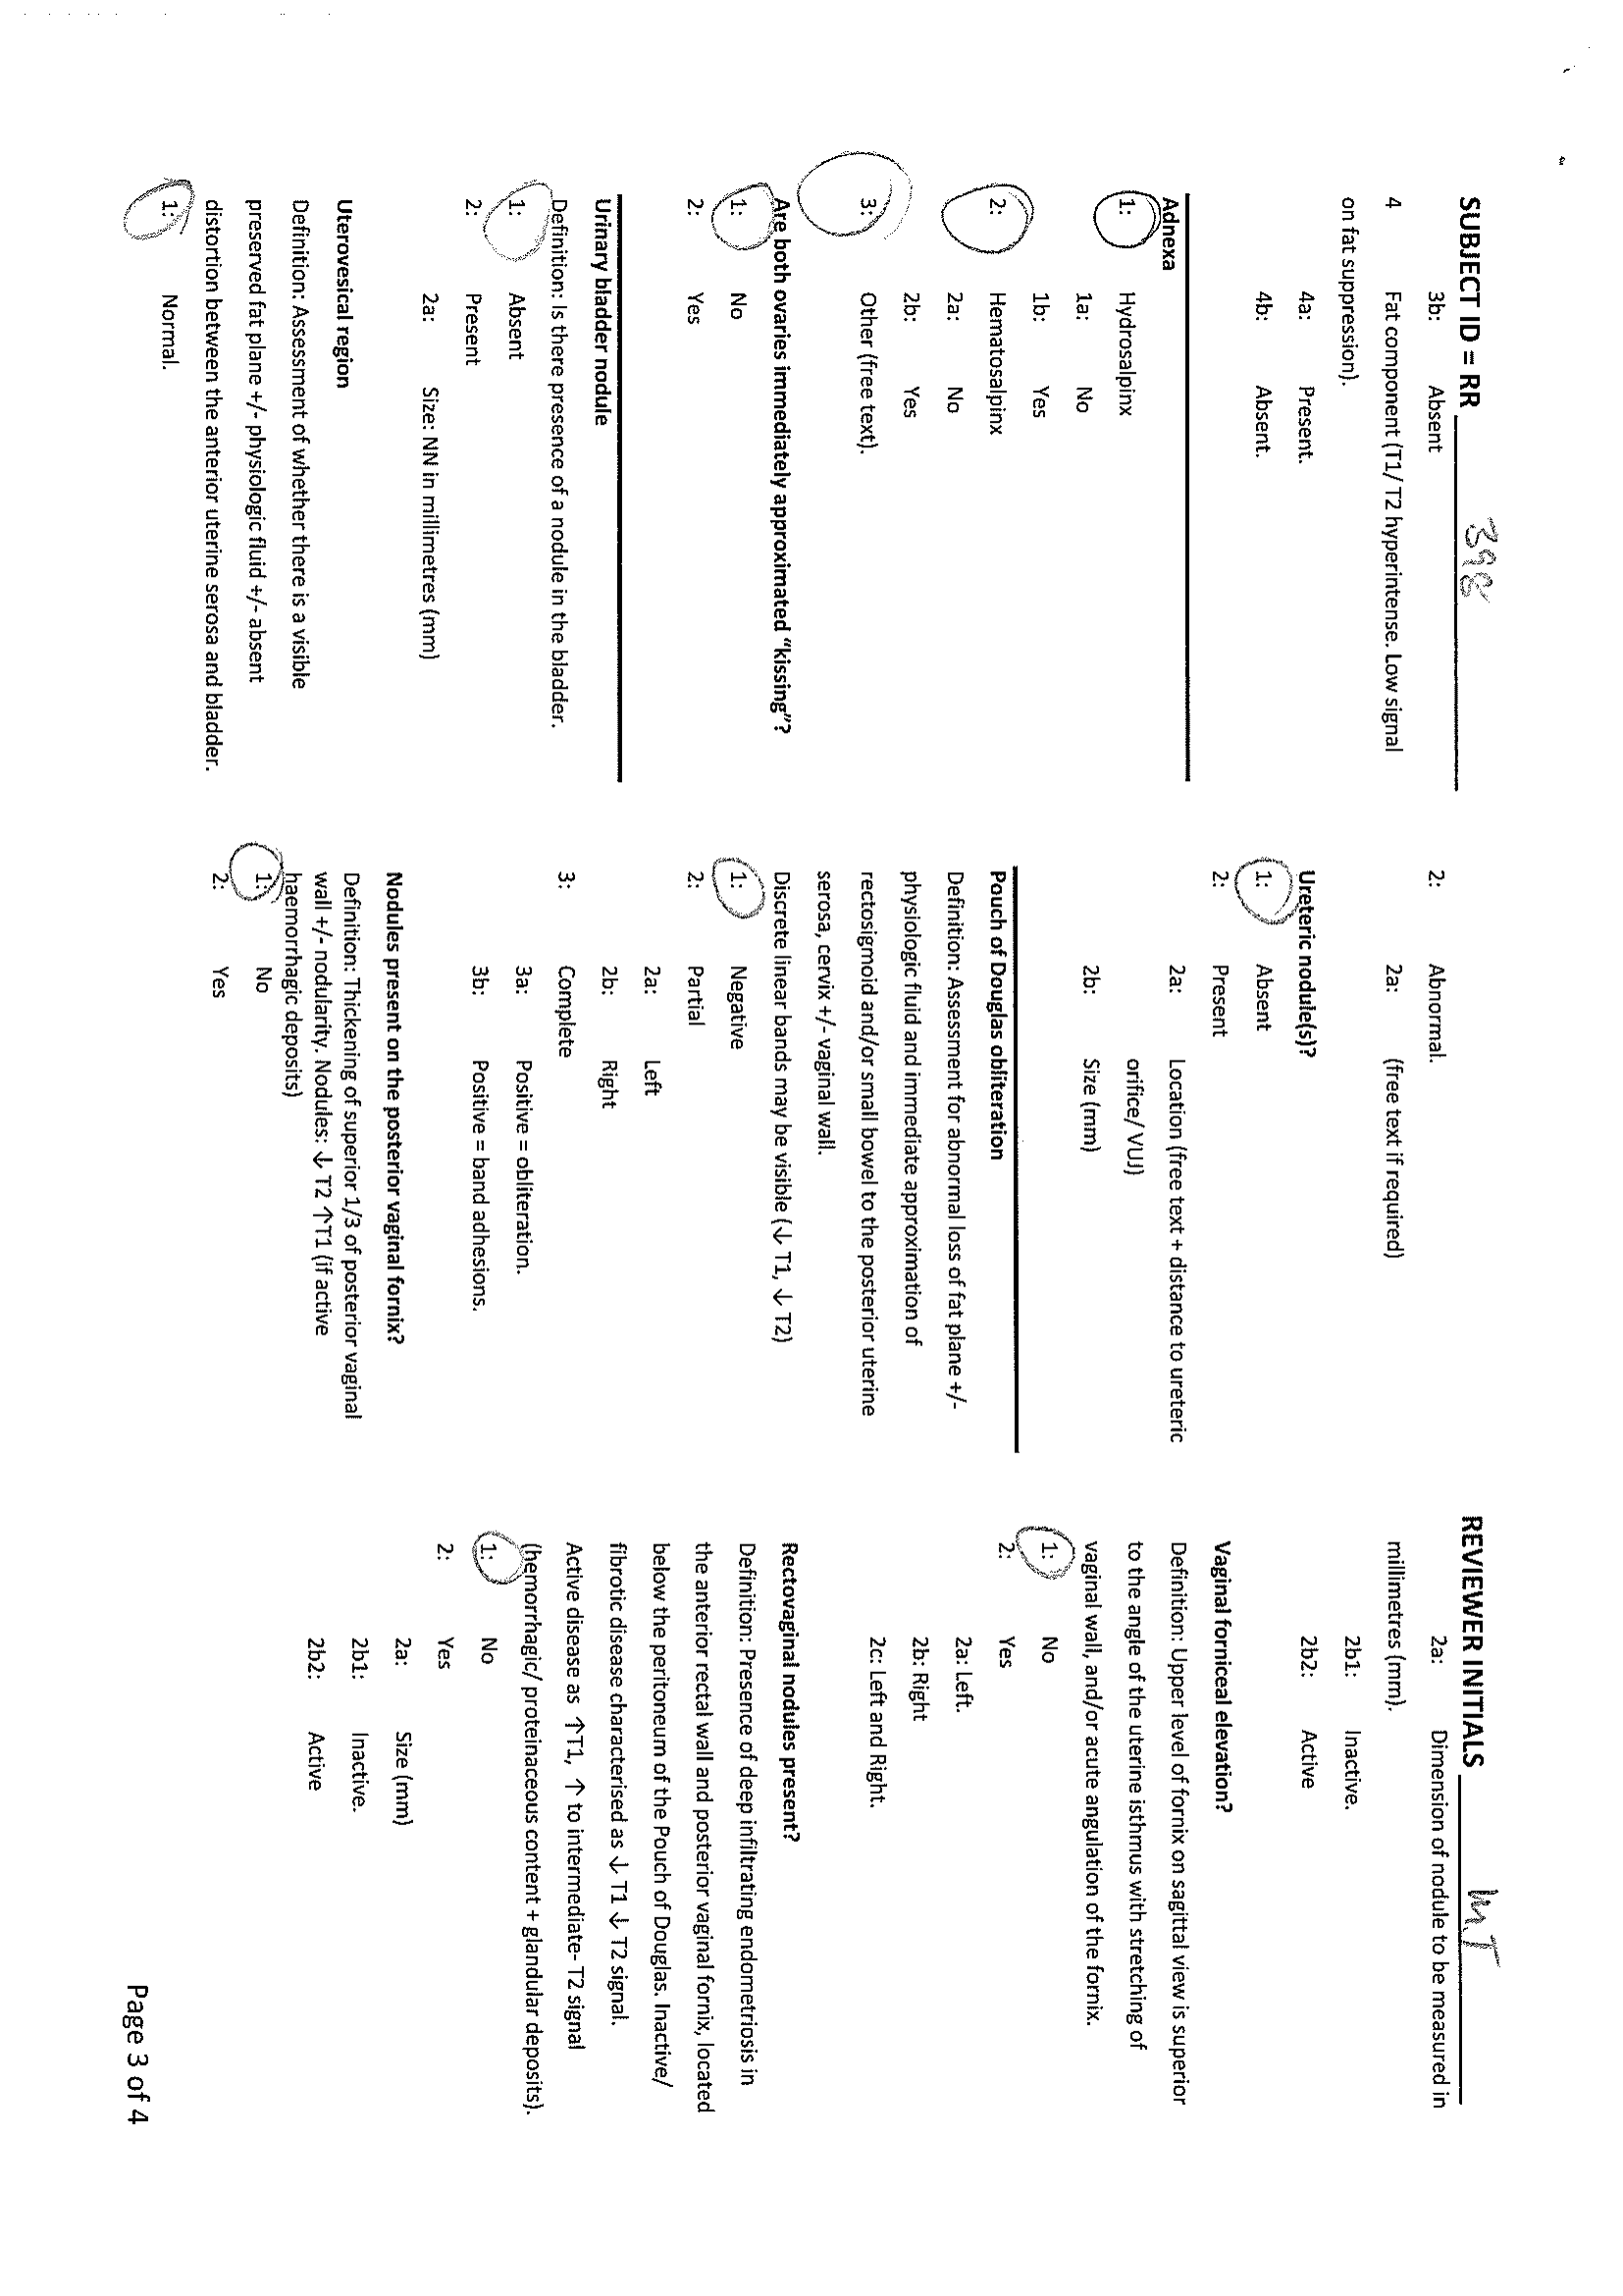 SUBJECT ID = RR 398
3b: Absent
4 Fat component (T1/ T2 hyperintense. Low signal
on fat suppression).
4a: Present.
4b: Absent.
Adnexa
1: Hydrosalpinx
1a: No
1b: Yes
2: Hematosalpinx
2a: No
2b: Yes
3: Other (free text).
Are both ovaries immediately approximated “kissing”?
1: No
2: Yes
Urinary bladder nodule
Definition: Is there presence of a nodule in the bladder.
1: Absent
2: Present
2a: Size: NN in millimetres (mm)
Uterovesical region
Definition: Assessment of whether there is a visible
preserved fat plane +/- physiologic fluid +/- absent
distortion between the anterior uterine serosa and bladder.
1: Normal.
2: Abnormal.
2a: (free text if required)
Ureteric nodule(s)?
1: Absent
2: Present
2a: Location (free text + distance to ureteric
orifice/ VUJ)
2b: Size (mm)
Pouch of Douglas obliteration
Definition: Assessment for abnormal loss of fat plane +/-
physiologic fluid and immediate approximation of
rectosigmoid and/or small bowel to the posterior uterine
serosa, cervix +/- vaginal wall.
Discrete linear bands may be visible (↓ T1, ↓ T2)
1: Negative
2: Partial
2a: Left
2b: Right
3: Complete
3a: Positive = obliteration.
3b: Positive = band adhesions.
Nodules present on the posterior vaginal fornix?
Definition: Thickening of superior 1/3 of posterior vaginal
wall +/- nodularity. Nodules: ↓ T2 ↑T1 (if active
haemorrhagic deposits)
1: No
2: Yes
REVIEWER INITIALS MT
2a: Dimension of nodule to be measured in
millimetres (mm).
2b1: Inactive.
2b2: Active
Vaginal forniceal elevation?
Definition: Upper level of fornix on sagittal view is superior
to the angle of the uterine isthmus with stretching of
vaginal wall, and/or acute angulation of the fornix.
1: No
2: Yes
2a: Left.
2b: Right
2c: Left and Right.
Rectovaginal nodules present?
Definition: Presence of deep infiltrating endometriosis in
the anterior rectal wall and posterior vaginal fornix, located
below the peritoneum of the Pouch of Douglas. Inactive/
fibrotic disease characterised as ↓ T1 ↓ T2 signal.
Active disease as ↑T1, ↑ to intermediate- T2 signal
(hemorrhagic/ proteinaceous content + glandular deposits).
1: No
2: Yes
2a: Size (mm)
2b1: Inactive.
2b2: Active
Page 3 of 4